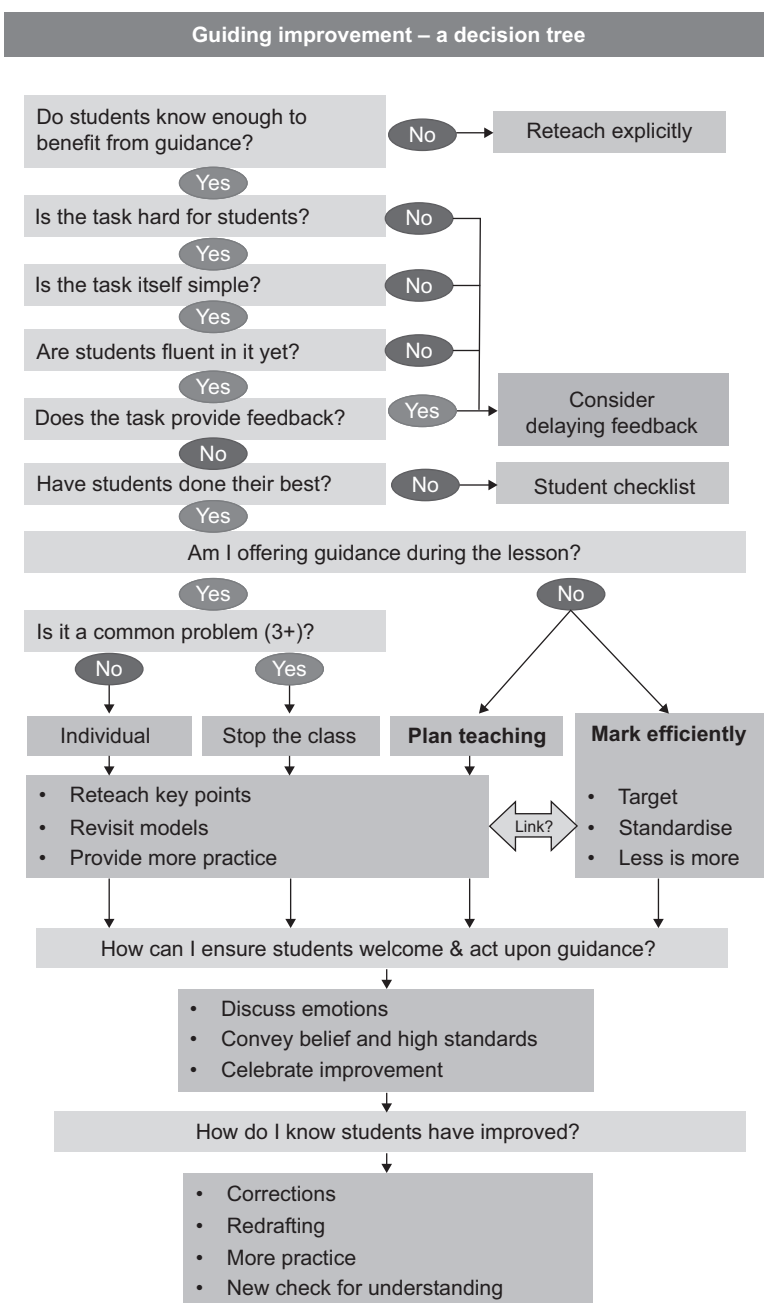 Guiding improvement – a decision tree
Do students know enough to
benefit from guidance?
No
Reteach explicitly
Yes
Is the task hard for students?
No
Yes
Is the task itself simple?
No
Yes
Are students fluent in it yet?
No
Yes
Does the task provide feedback?
Yes
Consider
delaying feedback
No
Have students done their best?
No
Student checklist
Yes
Am I offering guidance during the lesson?
Yes
No
Is it a common problem (3+)?
No
Yes
Individual
Stop the class
Plan teaching
Mark efficiently
• Reteach key points
• Revisit models
• Provide more practice
Link?
• Target
• Standardise
• Less is more
How can I ensure students welcome & act upon guidance?
• Discuss emotions
• Convey belief and high standards
• Celebrate improvement
How do I know students have improved?
• Corrections
• Redrafting
• More practice
• New check for understanding